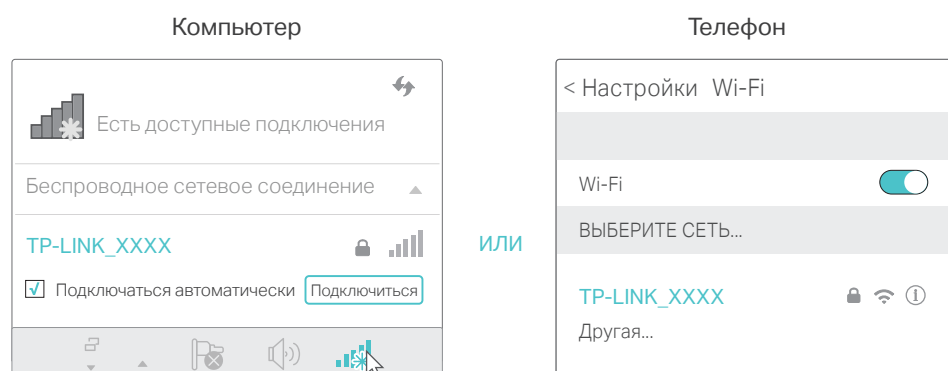 Компьютер
Есть доступные подключения
Беспроводное сетевое соединение
TP-LINK_XXXX
Подключаться автоматически Подключиться
ИЛИ
Телефон
< Настройки Wi-Fi
Wi-Fi
ВЫБЕРИТЕ СЕТЬ...
TP-LINK_XXXX
Другая...